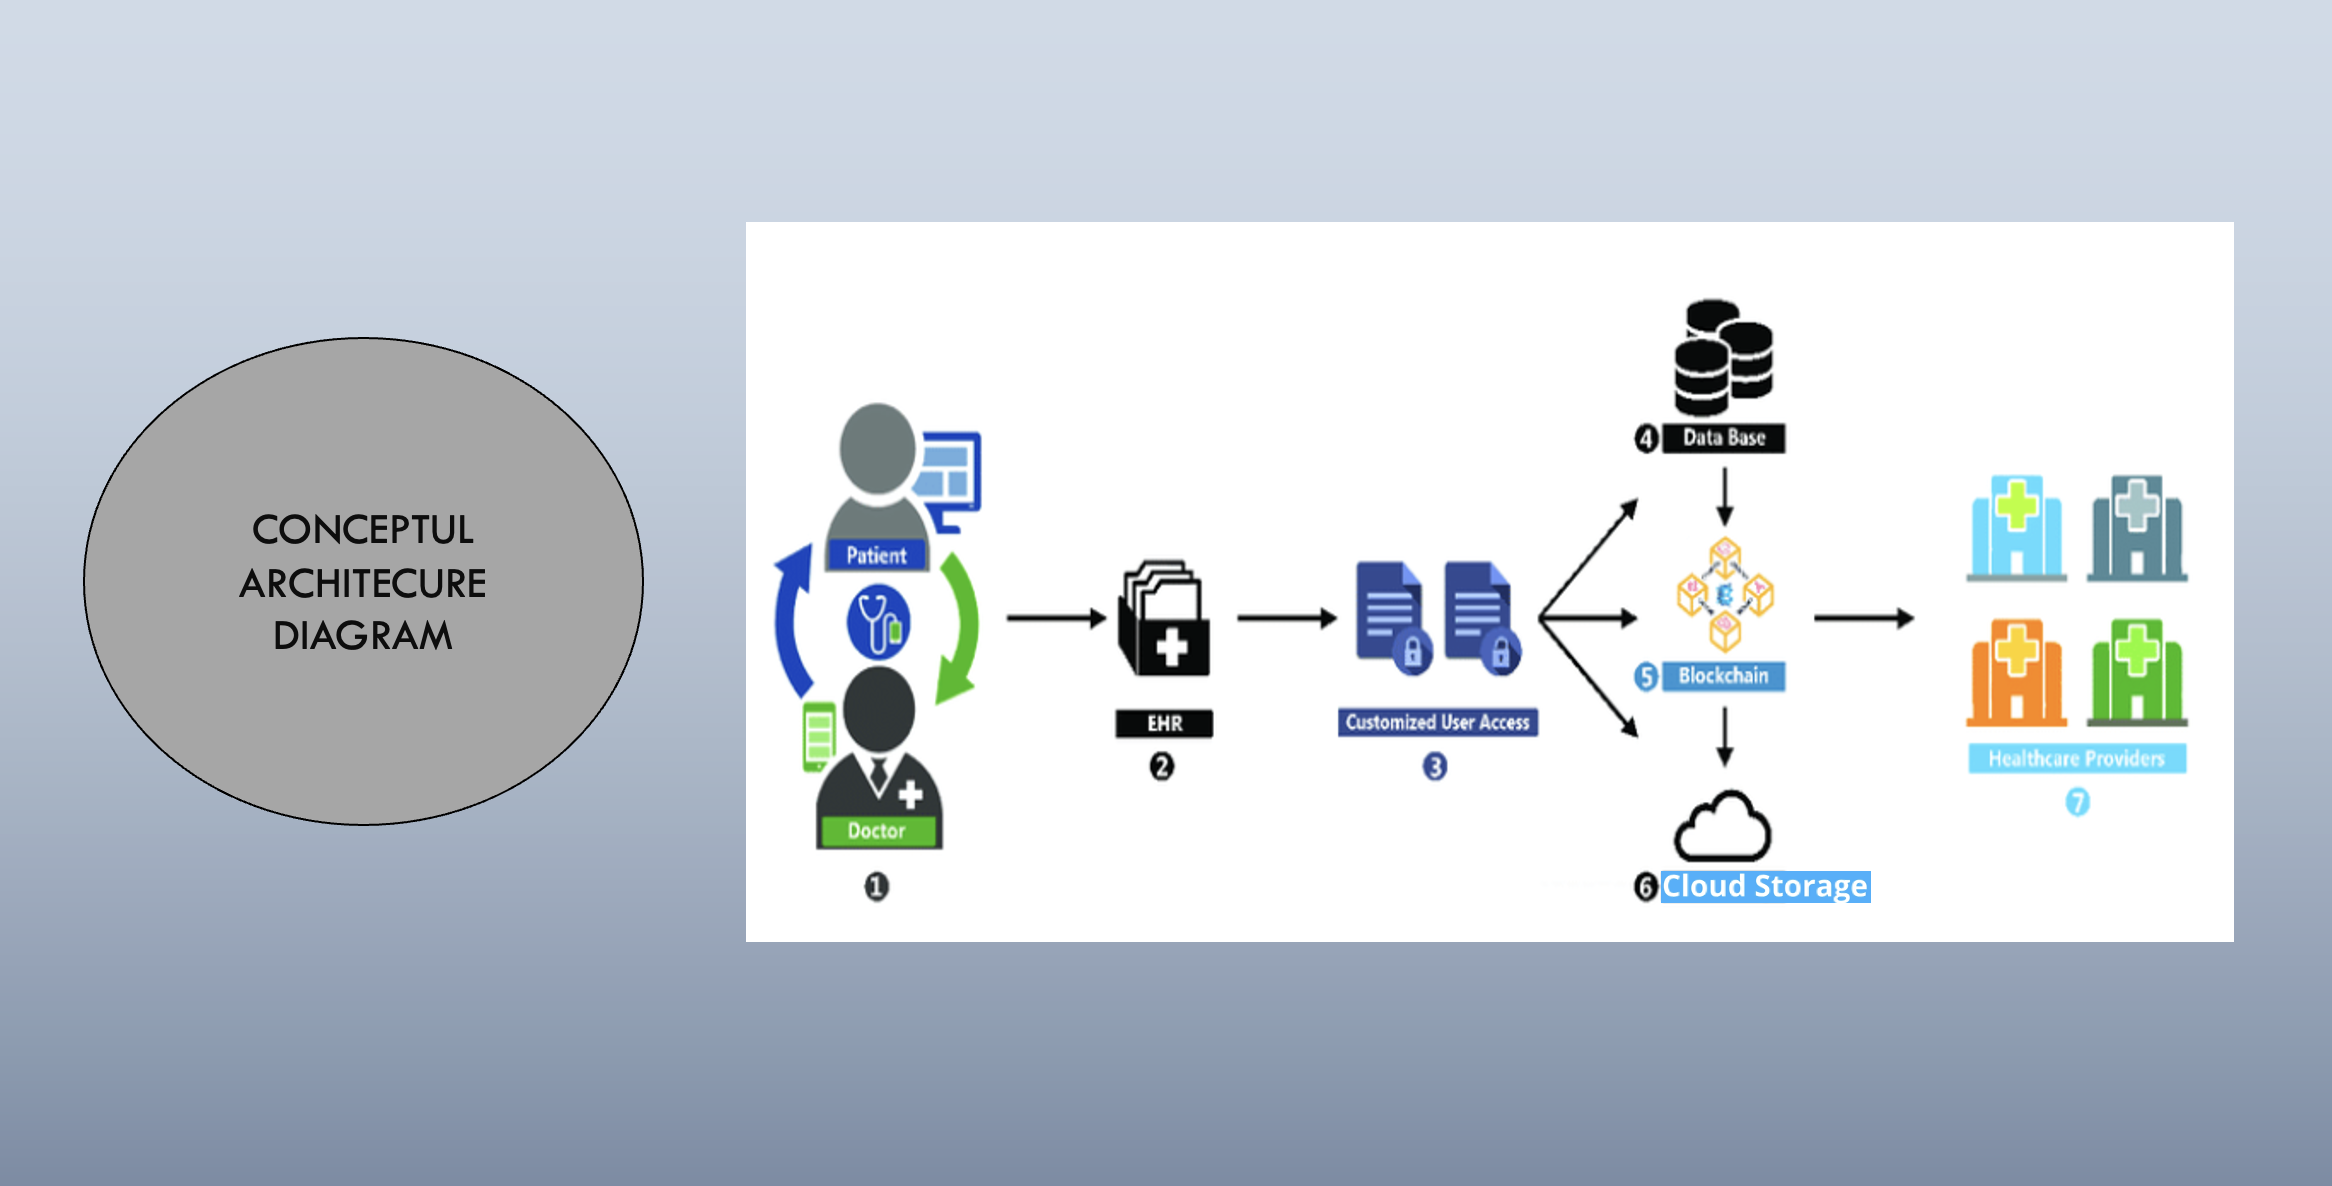 CONCEPTUL
ARCHITECURE
DIAGRAM
Patient
Doctor
1
EHR
2
Customized User Access
3
4 Data Base
5 Blockchain
6 Cloud Storage
Healthcare Providers
7